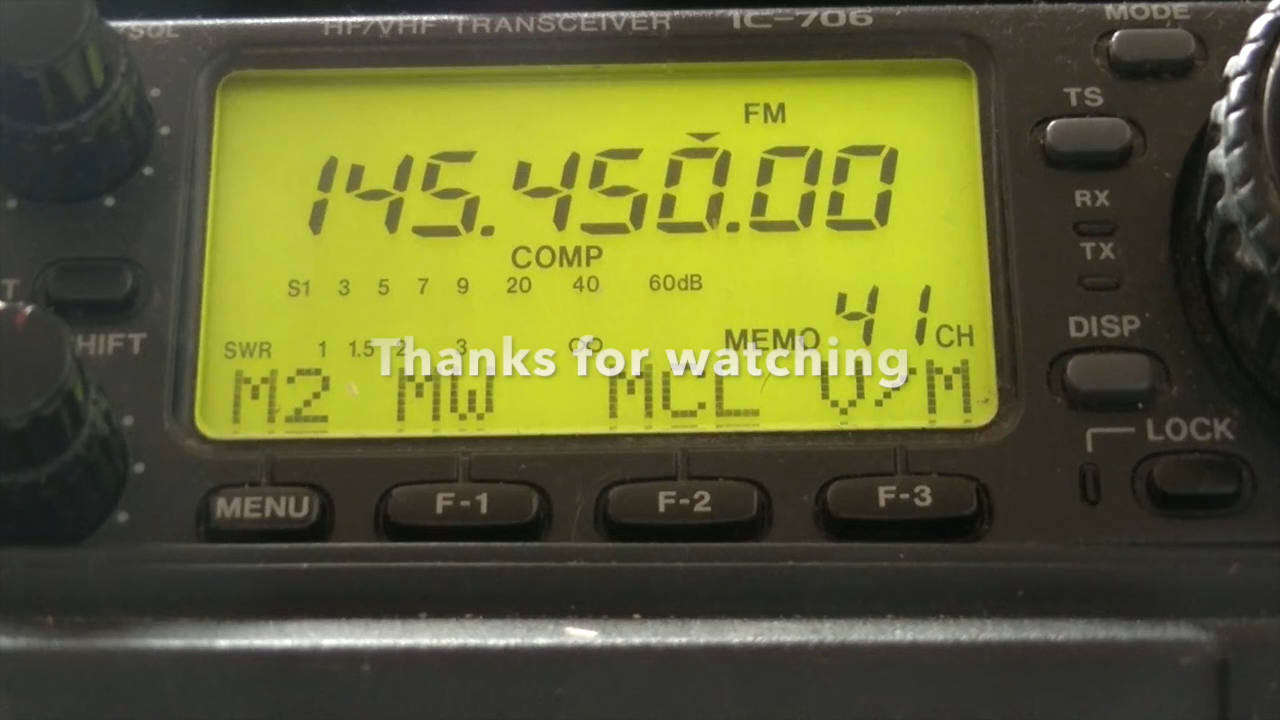 SQL HF/VHF TRANSCEIVER IC-706 MODE
FM
TS
145.450.00
RX
COMP
TX
S1 3 5 7 9 20 40 60dB
MEMO 41 CH
DISP
SHIFT
SWR 1 1.5 2 3 ∞
Thanks for watching
M2 MW MCL V/M
LOCK
MENU F-1 F-2 F-3